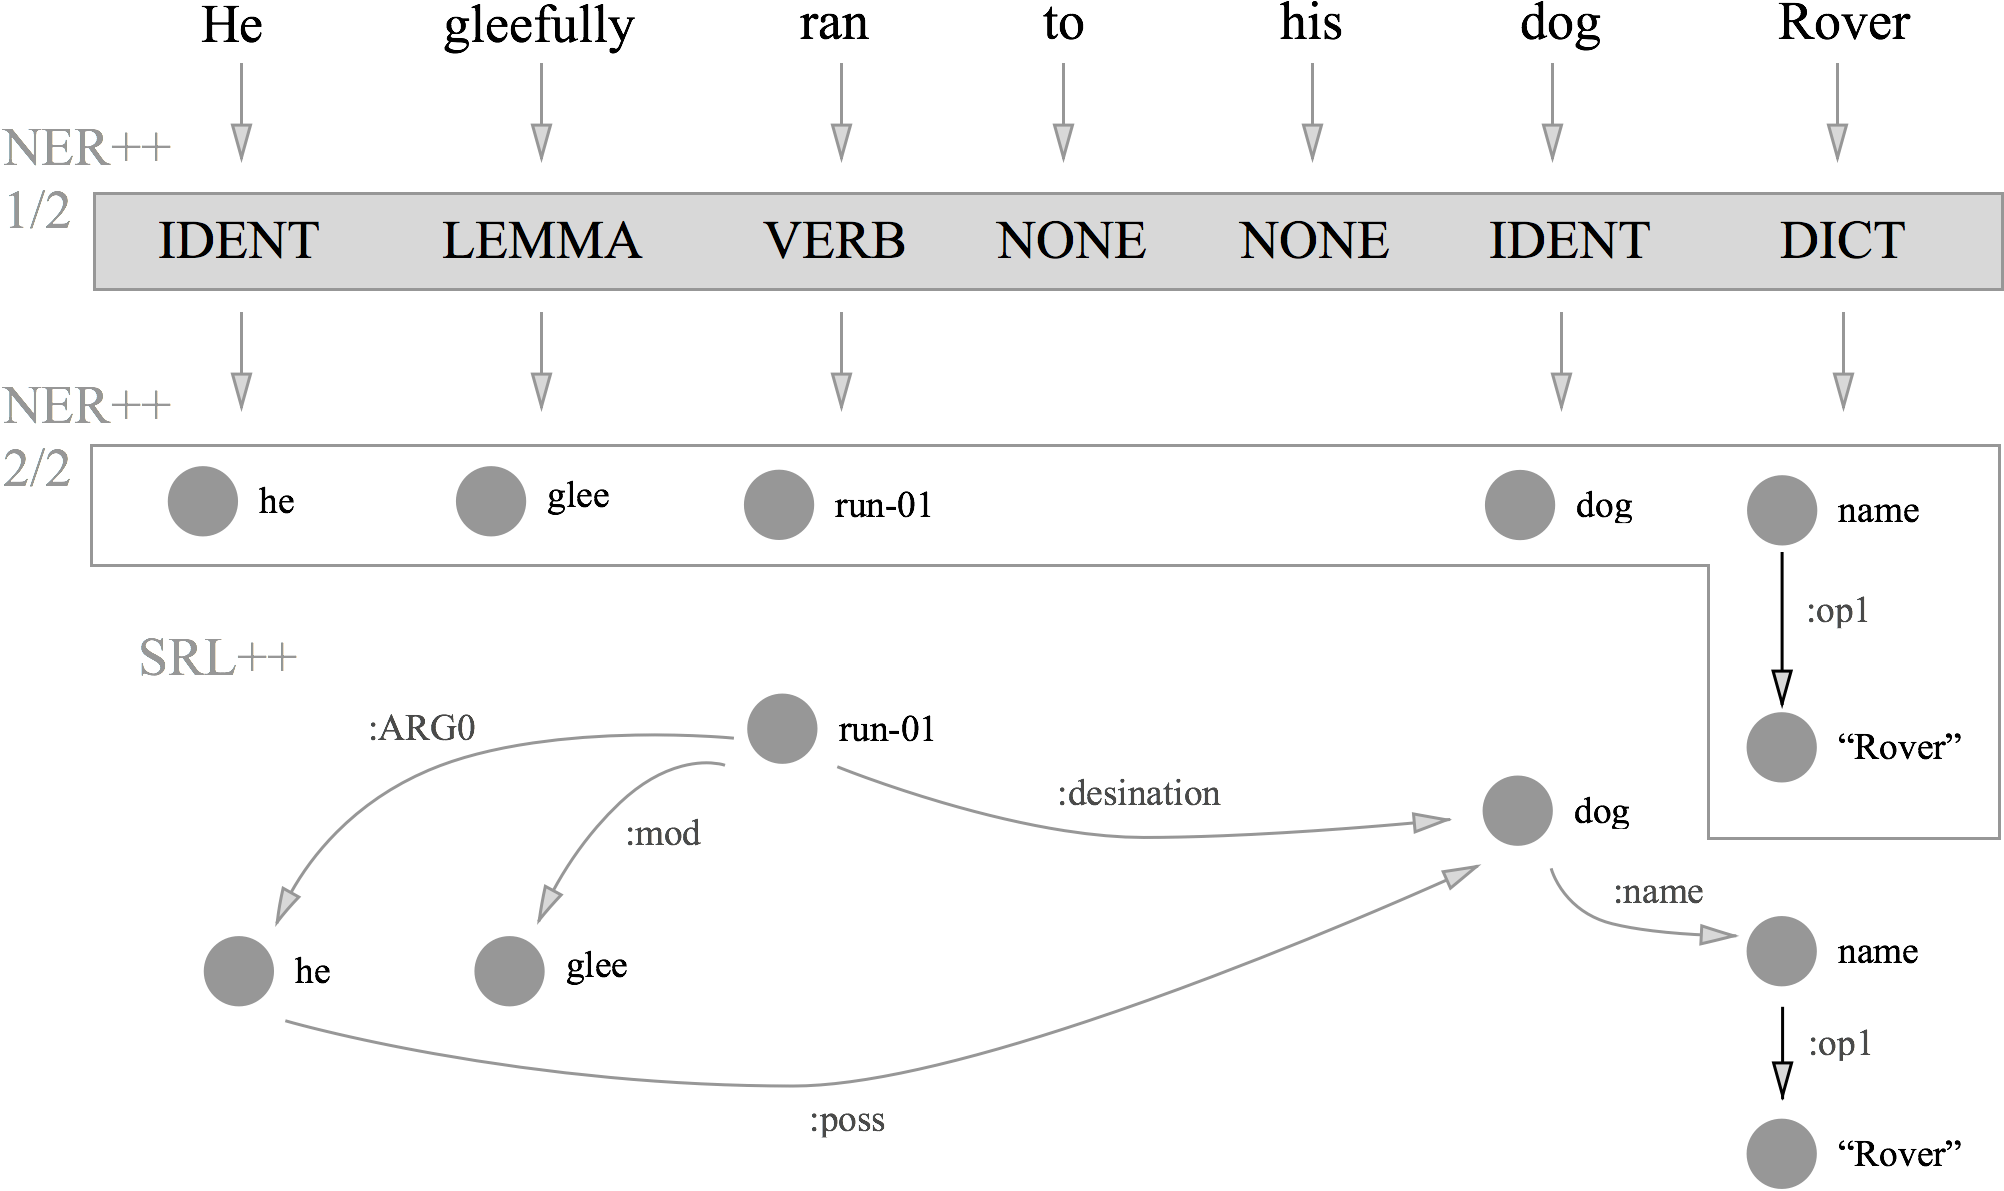 He gleefully ran to his dog Rover
NER++
1/2
IDENT LEMMA VERB NONE NONE IDENT DICT
NER++
2/2
he glee run-01 dog name
:op1
"Rover"
SRL++
:ARG0 run-01
:mod :desination dog
:name
he glee name
:op1
:poss
"Rover"